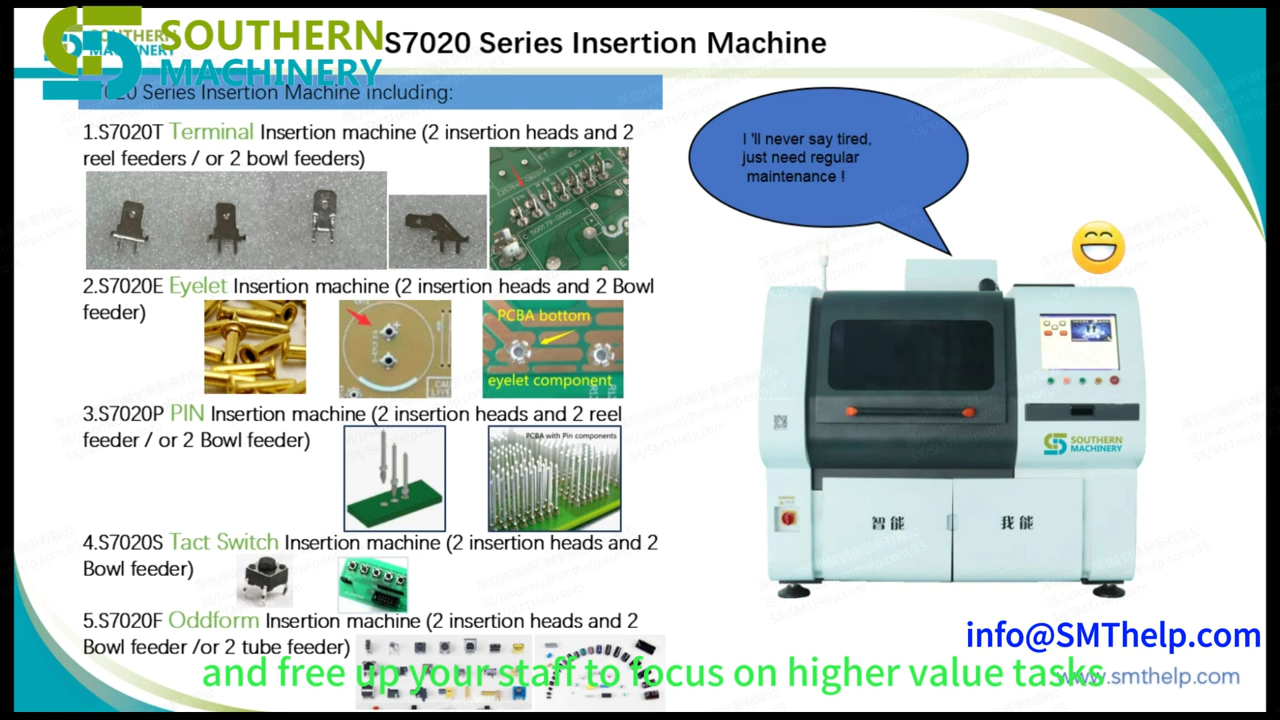 SOUTHERN
MACHINERY
S7020 Series Insertion Machine
Series Insertion Machine including:
1.S7020T Terminal Insertion machine (2 insertion heads and 2
reel feeders / or 2 bowl feeders)
2.S7020E Eyelet Insertion machine (2 insertion heads and 2 Bowl
feeder)
PCBA bottom
eyelet component
3.S7020P PIN Insertion machine (2 insertion heads and 2 reel
feeder / or 2 Bowl feeder)
PCBA with Pin components
4.S7020S Tact Switch Insertion machine (2 insertion heads and 2
Bowl feeder)
5.S7020F Oddform Insertion machine (2 insertion heads and 2
Bowl feeder /or 2 tube feeder)
I 'll never say tired,
just need regular
maintenance !
SOUTHERN
MACHINERY
智能 我能
info@SMThelp.com
www.smthelp.com
and free up your staff to focus on higher value tasks